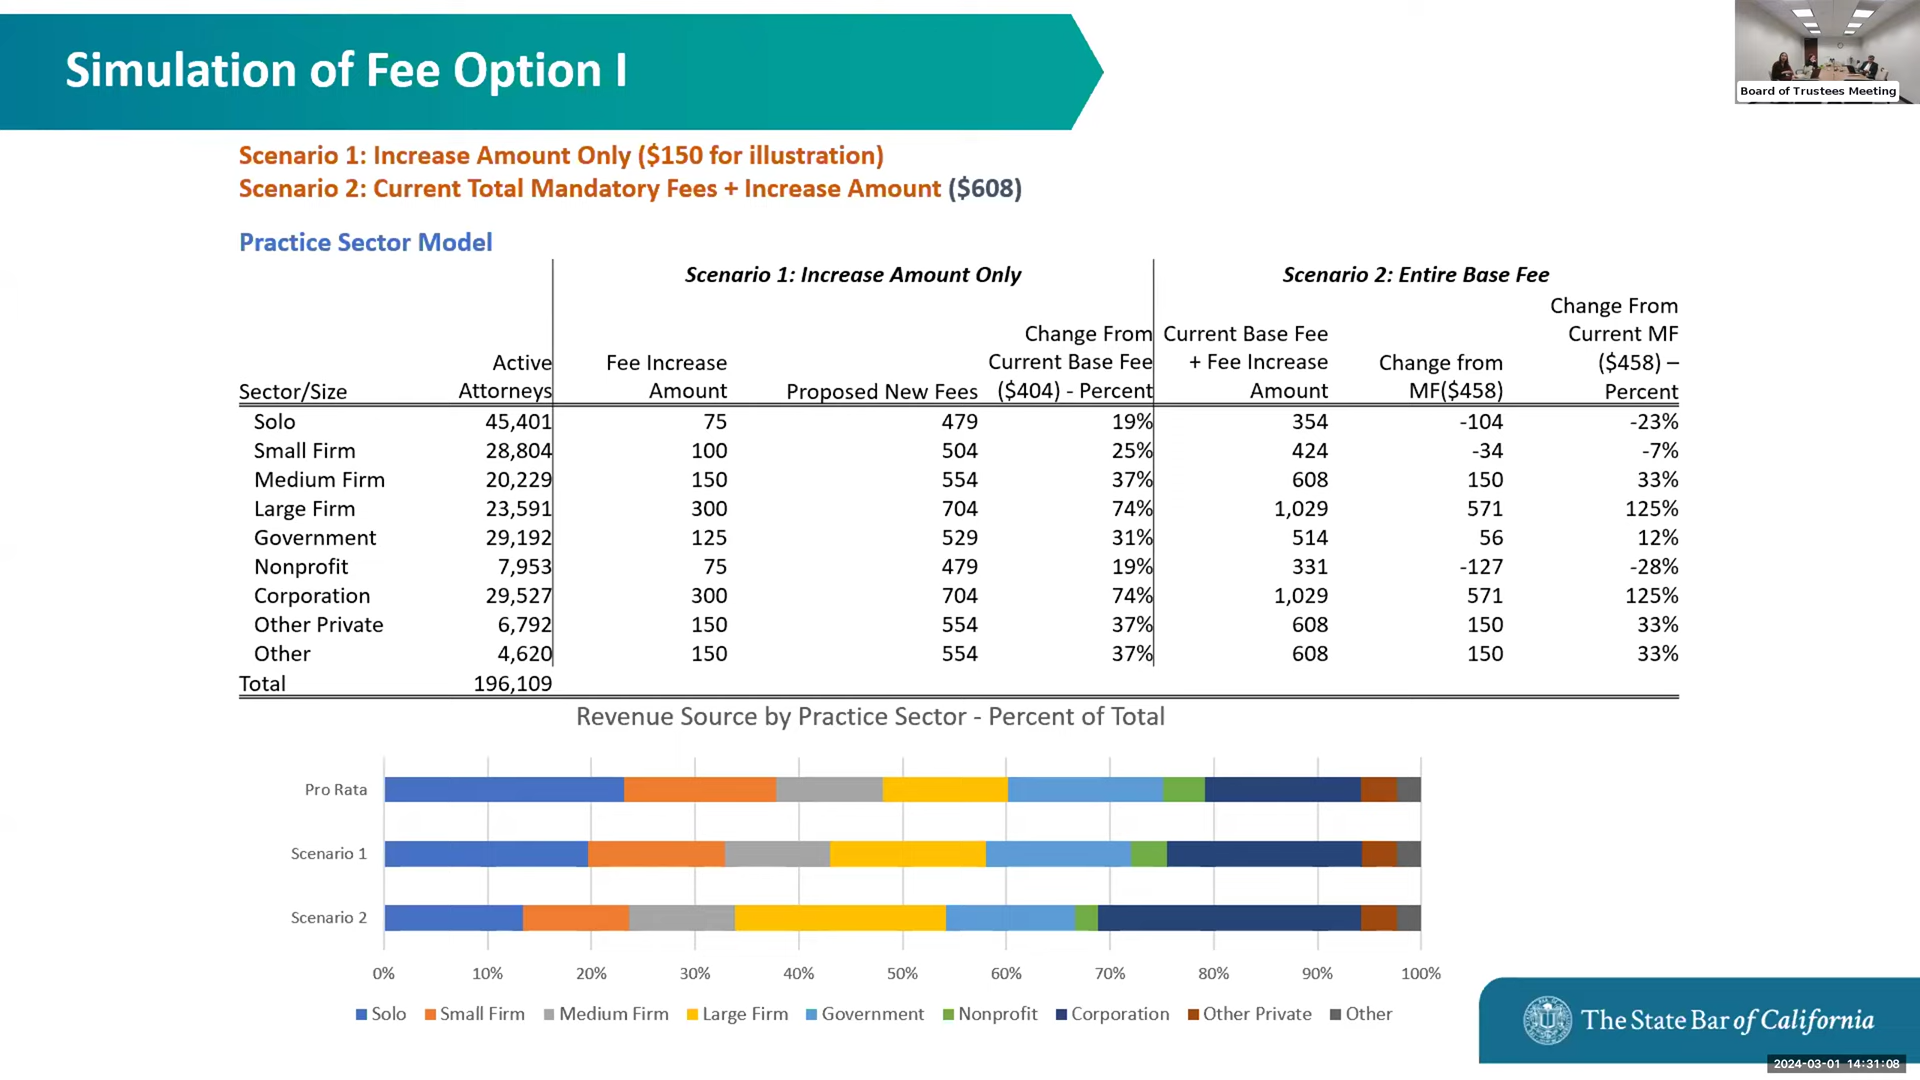 Simulation of Fee Option I
Board of Trustees Meeting
Scenario 1: Increase Amount Only ($150 for illustration)
Scenario 2: Current Total Mandatory Fees + Increase Amount ($608)
Practice Sector Model
Scenario 1: Increase Amount Only
Scenario 2: Entire Base Fee
Sector/Size
Active
Attorneys
Fee Increase
Amount
Proposed New Fees
Change From
Current Base Fee
($404) - Percent
Current Base Fee
+ Fee Increase
Amount
Change from
MF($458)
Change From
Current MF
($458) –
Percent
Solo 45,401 75 479 19% 354 -104 -23%
Small Firm 28,804 100 504 25% 424 -34 -7%
Medium Firm 20,229 150 554 37% 608 150 33%
Large Firm 23,591 300 704 74% 1,029 571 125%
Government 29,192 125 529 31% 514 56 12%
Nonprofit 7,953 75 479 19% 331 -127 -28%
Corporation 29,527 300 704 74% 1,029 571 125%
Other Private 6,792 150 554 37% 608 150 33%
Other 4,620 150 554 37% 608 150 33%
Total 196,109
Revenue Source by Practice Sector - Percent of Total
Pro Rata
Scenario 1
Scenario 2
0% 10% 20% 30% 40% 50% 60% 70% 80% 90% 100%
Solo Small Firm Medium Firm Large Firm Government Nonprofit Corporation Other Private Other
The State Bar of California
2024-03-01 14:31:08